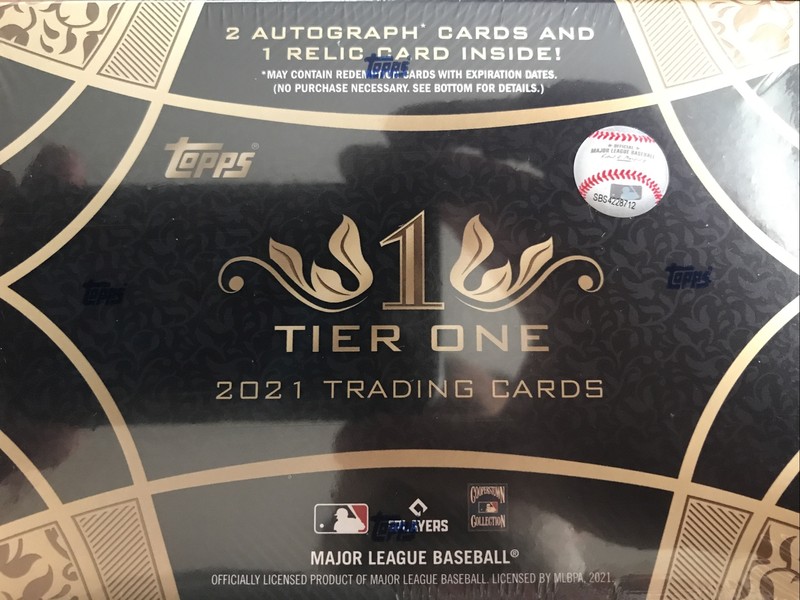 2 AUTOGRAPH* CARDS AND
1 RELIC CARD INSIDE!
*MAY CONTAIN CARDS WITH EXPIRATION DATES.
(NO PURCHASE NECESSARY. SEE BOTTOM FOR DETAILS.)
Topps
Topps®
OFFICIAL
MAJOR LEAGUE BASEBALL
SBS4228712
Topps
Topps
1
TIER ONE
2021 TRADING CARDS
COOPERSTOWN
COLLECTION
Topps
MAJOR LEAGUE BASEBALL®
OFFICIALLY LICENSED PRODUCT OF MAJOR LEAGUE BASEBALL. LICENSED BY MLBPA, 2021.